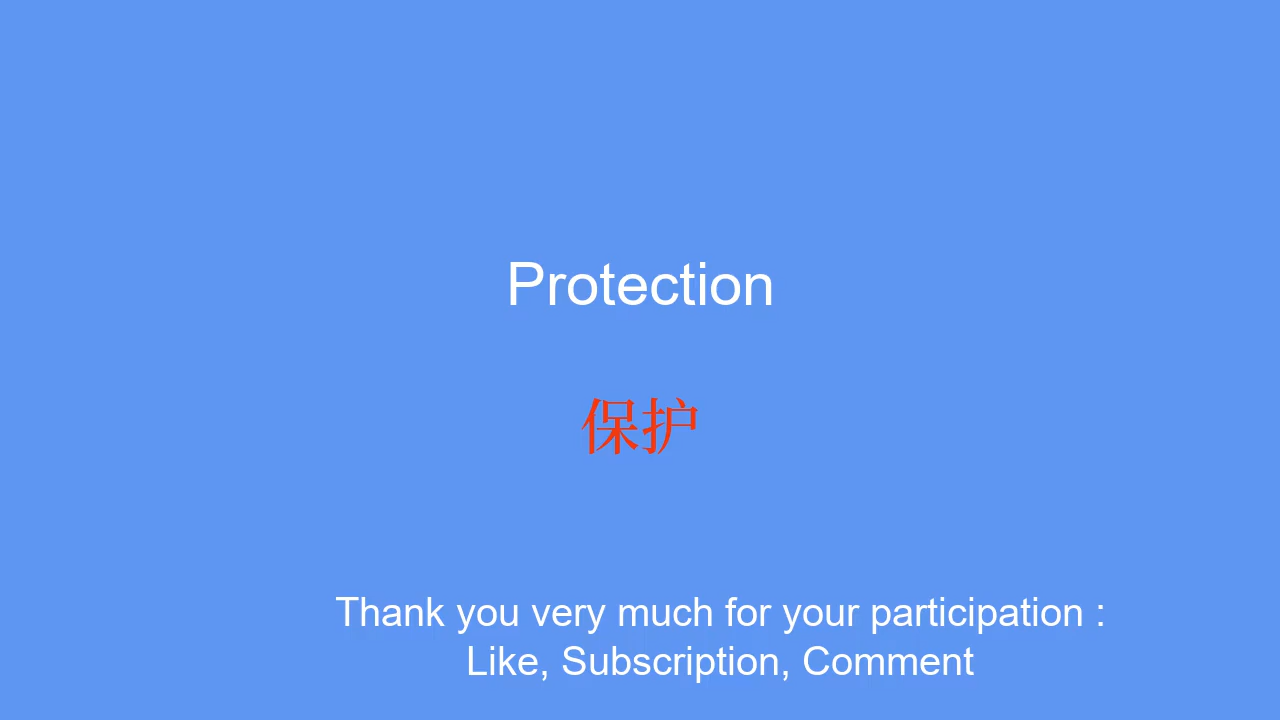 Protection
保护
Thank you very much for your participation :
Like, Subscription, Comment